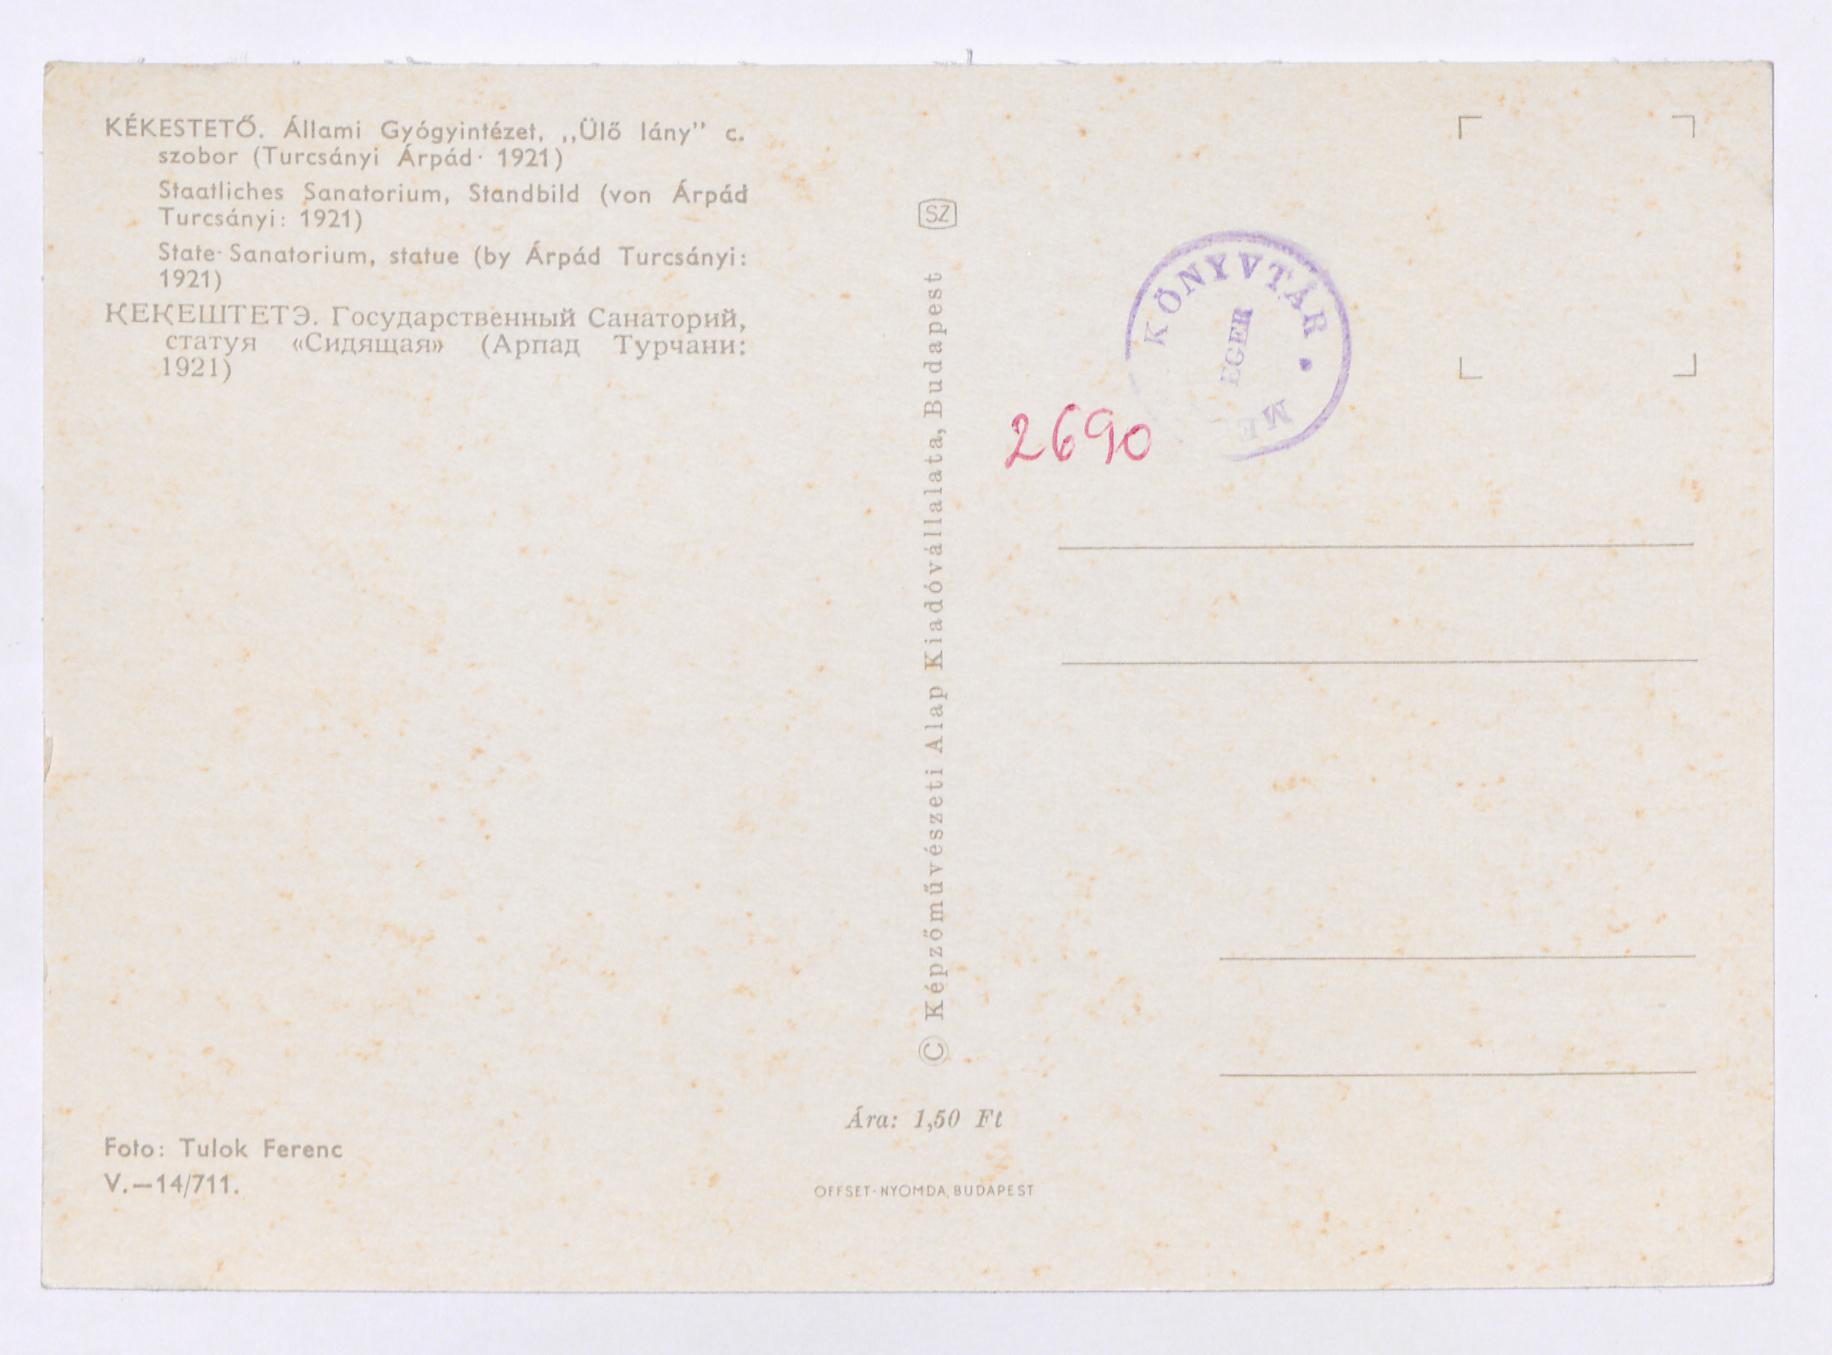 KÉKESTETŐ. Állami Gyógyintézet, ,,Ülő lány” c.
szobor (Turcsányi Árpád· 1921)
Staatliches Sanatorium, Standbild (von Árpád
Turcsányi: 1921)
State-Sanatorium, statue (by Árpád Turcsányi:
1921)
КЕКЕШТЕТЭ. Государственный Санаторий,
статуя «Сидящая» (Арпад Турчани:
1921)
Foto: Tulok Ferenc
V.—14/711.
SZ
© Képzőművészeti Alap Kiadóvállalata, Budapest
Ára: 1,50 Ft
OFFSET-NYOMDA, BUDAPEST
KÖNYVTÁR •
EGER
2690